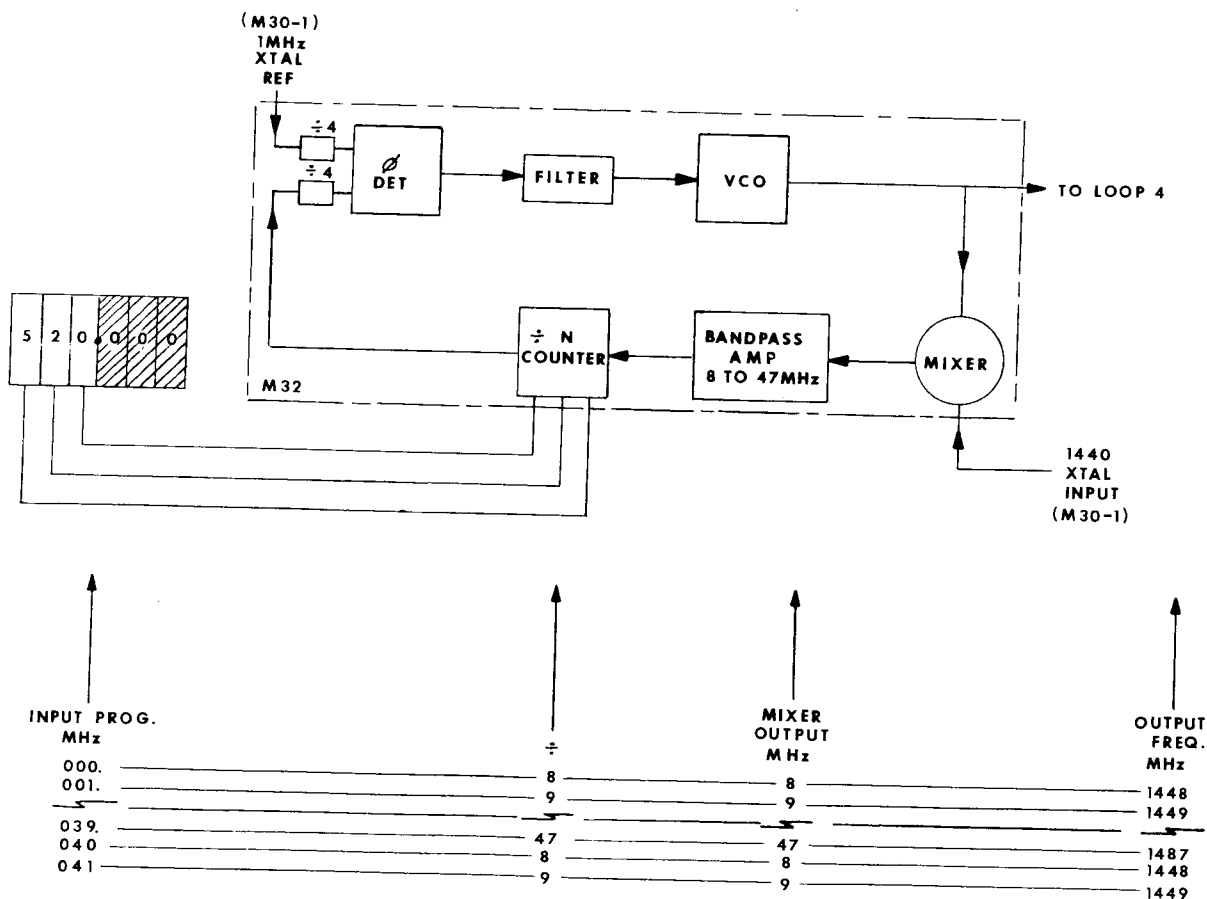 (M30-1)
1MHz
XTAL
REF
÷4
÷4
Ø
DET
FILTER
VCO
TO LOOP 4
5 2 0. 0 0 0
÷ N
COUNTER
BANDPASS
AMP
8 TO 47MHz
MIXER
M32
1440
XTAL
INPUT
(M30-1)
INPUT PROG.
MHz
÷
MIXER
OUTPUT
MHz
OUTPUT
FREQ.
MHz
000. 8 8 1448
001. 9 9 1449
039. 47 47 1487
040 8 8 1448
041 9 9 1449